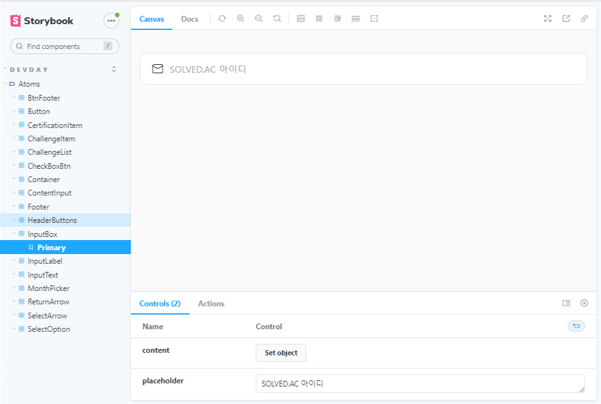 Storybook
Find components
/
DEVDAY
Atoms
BtnFooter
Button
CertificationItem
ChallengeItem
ChallengeList
CheckBoxBtn
Container
ContentInput
Footer
HeaderButtons
InputBox
Primary
InputLabel
InputText
MonthPicker
ReturnArrow
SelectArrow
SelectOption
Canvas
Docs
SOLVED.AC 아이디
Controls (2)
Actions
Name
Control
content
Set object
placeholder
SOLVED.AC 아이디